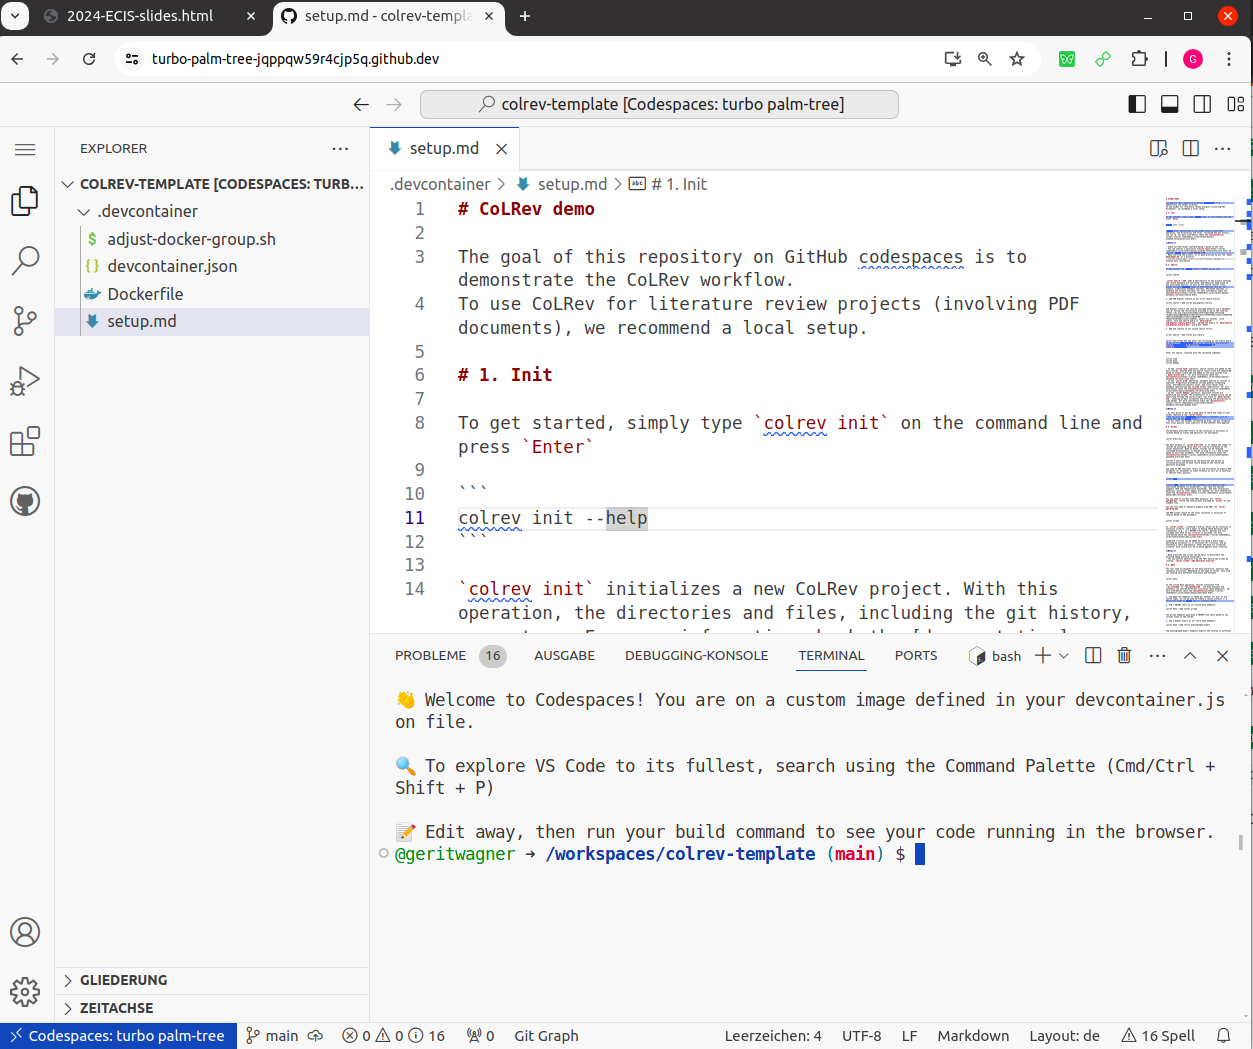 2024-ECIS-slides.html
setup.md - colrev-templa
turbo-palm-tree-jqppqw59r4cjp5q.github.dev
G
colrev-template [Codespaces: turbo palm-tree]
EXPLORER
COLREV-TEMPLATE [CODESPACES: TURB...
.devcontainer
$ adjust-docker-group.sh
{} devcontainer.json
Dockerfile
setup.md
GLIEDERUNG
ZEITACHSE
setup.md
.devcontainer > setup.md > abc # 1. Init
1 # CoLRev demo
2
3 The goal of this repository on GitHub codespaces is to
demonstrate the CoLRev workflow.
4 To use CoLRev for literature review projects (involving PDF
documents), we recommend a local setup.
5
6 # 1. Init
7
8 To get started, simply type `colrev init` on the command line and
press `Enter`
9
10 ```
11 colrev init --help
12 ```
13
14 `colrev init` initializes a new CoLRev project. With this
operation, the directories and files, including the git history,
PROBLEME 16 AUSGABE DEBUGGING-KONSOLE TERMINAL PORTS bash
👋 Welcome to Codespaces! You are on a custom image defined in your devcontainer.js
on file.
🔍 To explore VS Code to its fullest, search using the Command Palette (Cmd/Ctrl +
Shift + P)
📝 Edit away, then run your build command to see your code running in the browser.
@geritwagner → /workspaces/colrev-template (main) $
Codespaces: turbo palm-tree main 0 0 16 0 Git Graph Leerzeichen: 4 UTF-8 LF Markdown Layout: de 16 Spell